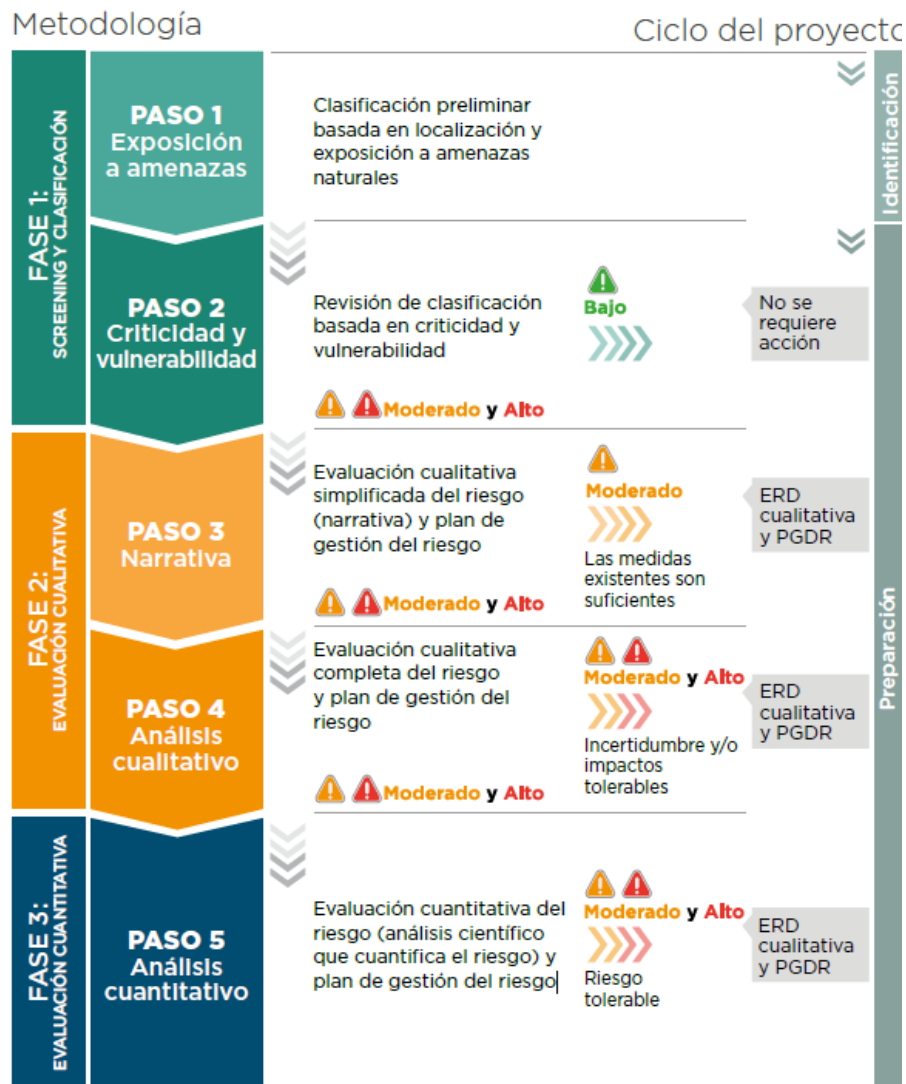 Metodología
Ciclo del proyecto
FASE 1:
SCREENING Y CLASIFICACIÓN
PASO 1
Exposición
a amenazas
Clasificación preliminar
basada en localización y
exposición a amenazas
naturales
Identificación
PASO 2
Criticidad y
vulnerabilidad
Revisión de clasificación
basada en criticidad y
vulnerabilidad
Bajo
No se
requiere
acción
Moderado y Alto
FASE 2:
EVALUACIÓN CUALITATIVA
PASO 3
Narrativa
Evaluación cualitativa
simplificada del riesgo
(narrativa) y plan de
gestión del riesgo
Moderado
Las medidas
existentes son
suficientes
ERD
cualitativa
y PGDR
Moderado y Alto
Preparación
PASO 4
Análisis
cualitativo
Evaluación cualitativa
completa del riesgo
y plan de gestión del
riesgo
Moderado y Alto
Incertidumbre y/o
impactos
tolerables
ERD
cualitativa
y PGDR
Moderado y Alto
FASE 3:
EVALUACIÓN CUANTITATIVA
PASO 5
Análisis
cuantitativo
Evaluación cuantitativa del
riesgo (análisis científico
que cuantifica el riesgo) y
plan de gestión del riesgo
Moderado y Alto
Riesgo
tolerable
ERD
cualitativa
y PGDR